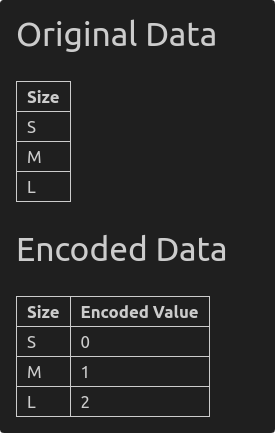 Original Data
Size
S
M
L
Encoded Data
Size Encoded Value
S 0
M 1
L 2